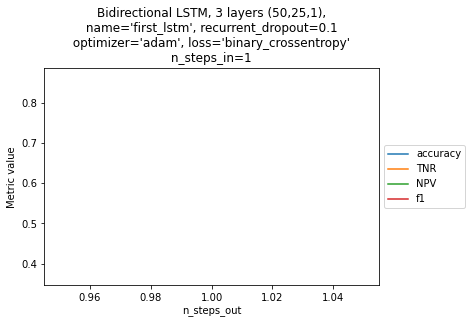 Bidirectional LSTM, 3 layers (50,25,1),
name='first_lstm', recurrent_dropout=0.1
optimizer='adam', loss='binary_crossentropy'
n_steps_in=1
0.8
0.7
0.6
0.5
0.4
Metric value
accuracy
TNR
NPV
f1
0.96 0.98 1.00 1.02 1.04
n_steps_out